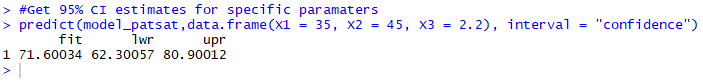 > #Get 95% CI estimates for specific paramaters
> predict(model_patsat,data.frame(X1 = 35, X2 = 45, X3 = 2.2), interval = "confidence")
       fit      lwr      upr
1 71.60034 62.30057 80.90012
>